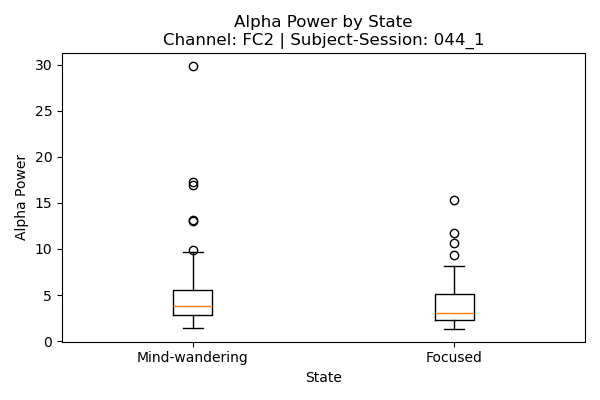 Alpha Power by State
Channel: FC2 | Subject-Session: 044_1
30
25
20
15
10
5
0
Alpha Power
Mind-wandering
Focused
State